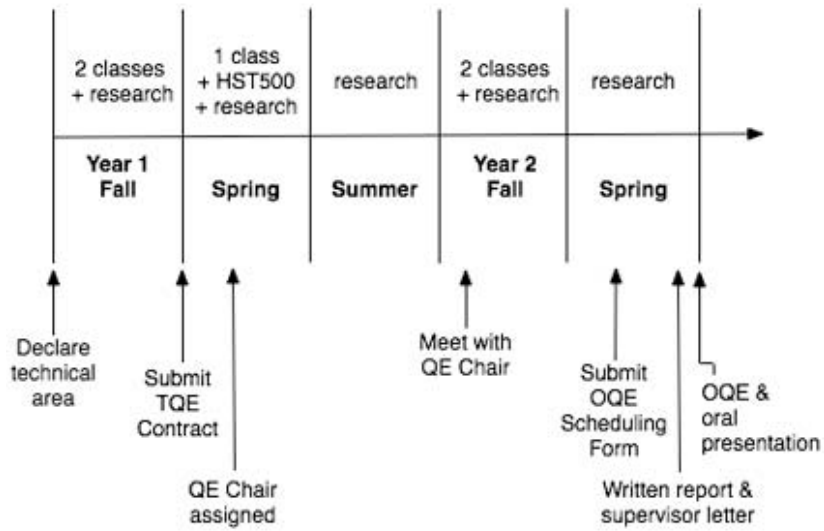 2 classes
+ research
1 class
+ HST500
+ research
research
2 classes
+ research
research
Year 1
Fall
Spring
Summer
Year 2
Fall
Spring
Declare
technical
area
Submit
TQE
Contract
QE Chair
assigned
Meet with
QE Chair
Submit
OQE
Scheduling
Form
Written report &
supervisor letter
OQE &
oral
presentation